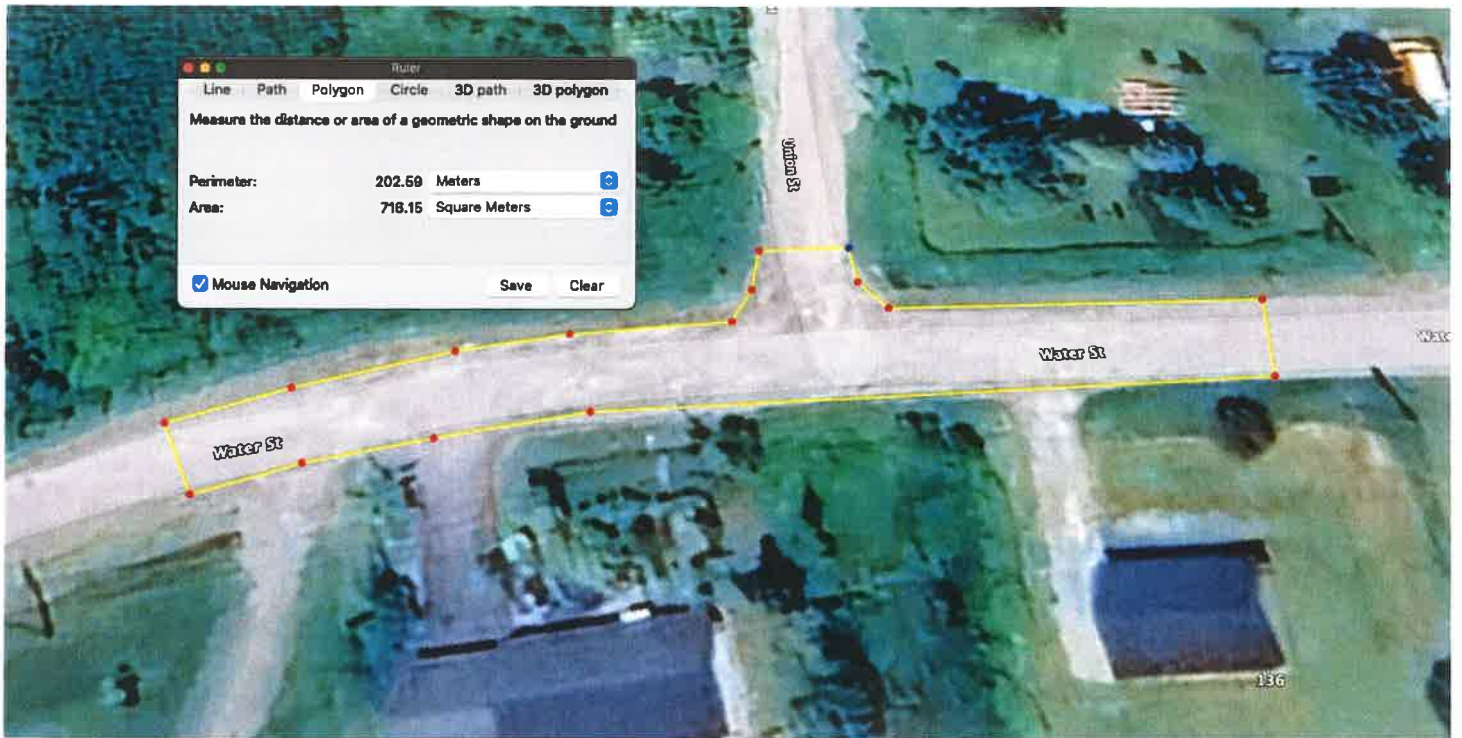 Ruler
Line Path Polygon Circle 3D path 3D polygon
Measure the distance or area of a geometric shape on the ground
Perimeter: 202.59 Meters
Area: 716.15 Square Meters
Mouse Navigation Save Clear
Union St
Water St
Water St
136